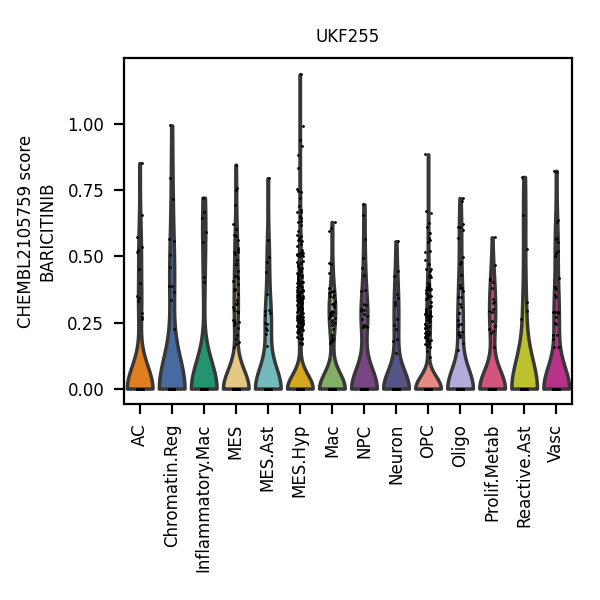 UKF255
CHEMBL2105759 score
BARICITINIB
1.00
0.75
0.50
0.25
0.00
AC
Chromatin.Reg
Inflammatory.Mac
MES
MES.Ast
MES.Hyp
Mac
NPC
Neuron
OPC
Oligo
Prolif.Metab
Reactive.Ast
Vasc